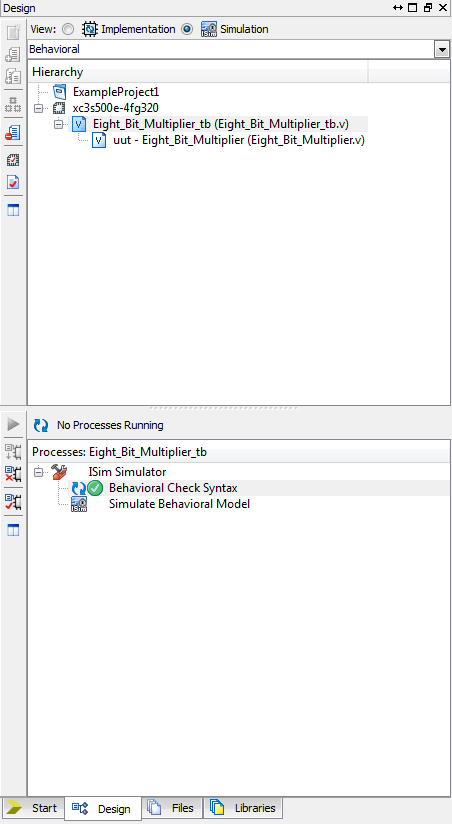 Design
View: Implementation Simulation
Behavioral
Hierarchy
ExampleProject1
xc3s500e-4fg320
V Eight_Bit_Multiplier_tb (Eight_Bit_Multiplier_tb.v)
V uut - Eight_Bit_Multiplier (Eight_Bit_Multiplier.v)
No Processes Running
Processes: Eight_Bit_Multiplier_tb
ISim Simulator
Behavioral Check Syntax
Simulate Behavioral Model
Start Design Files Libraries